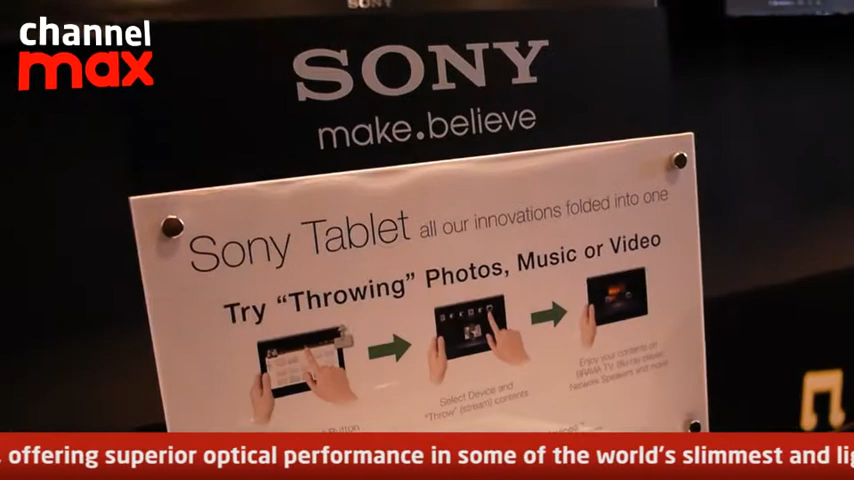 SONY
channel
max
SONY
make.believe
Sony Tablet all our innovations folded into one
Try “Throwing” Photos, Music or Video
Select Device and
“Throw” (stream) contents
Enjoy your contents on
BRAVIA TV, Blu-ray player,
Network Speakers and more
Button
, offering superior optical performance in some of the world's slimmest and lig